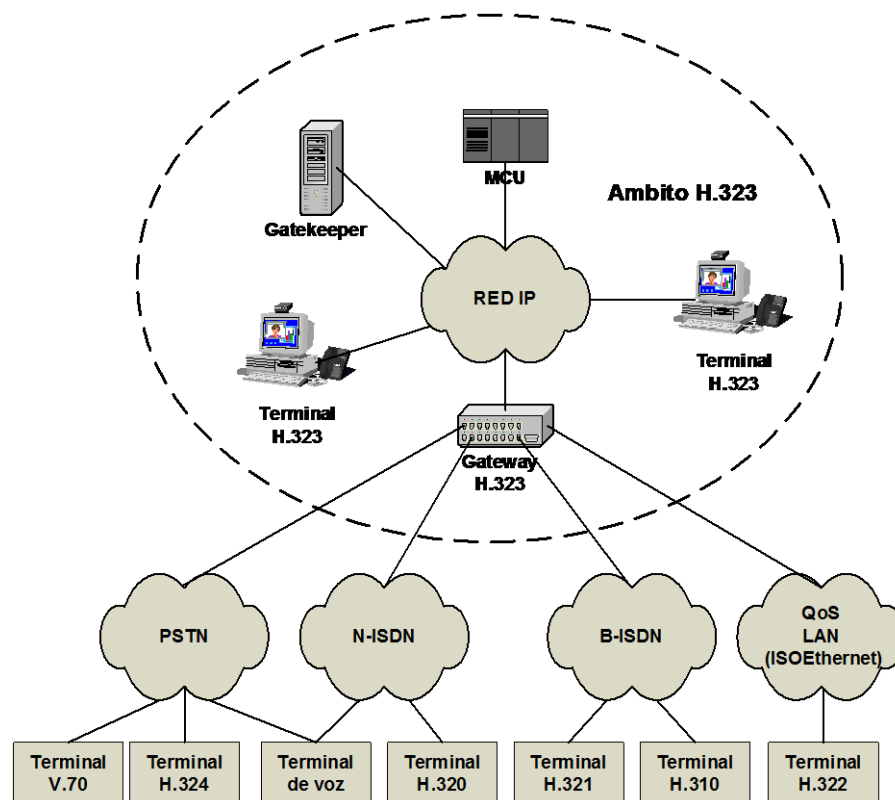 MCU
Ambito H.323
Gatekeeper
RED IP
Terminal
H.323
Terminal
H.323
Gateway
H.323
PSTN
N-ISDN
B-ISDN
QoS
LAN
(ISOEthernet)
Terminal
V.70
Terminal
H.324
Terminal
de voz
Terminal
H.320
Terminal
H.321
Terminal
H.310
Terminal
H.322